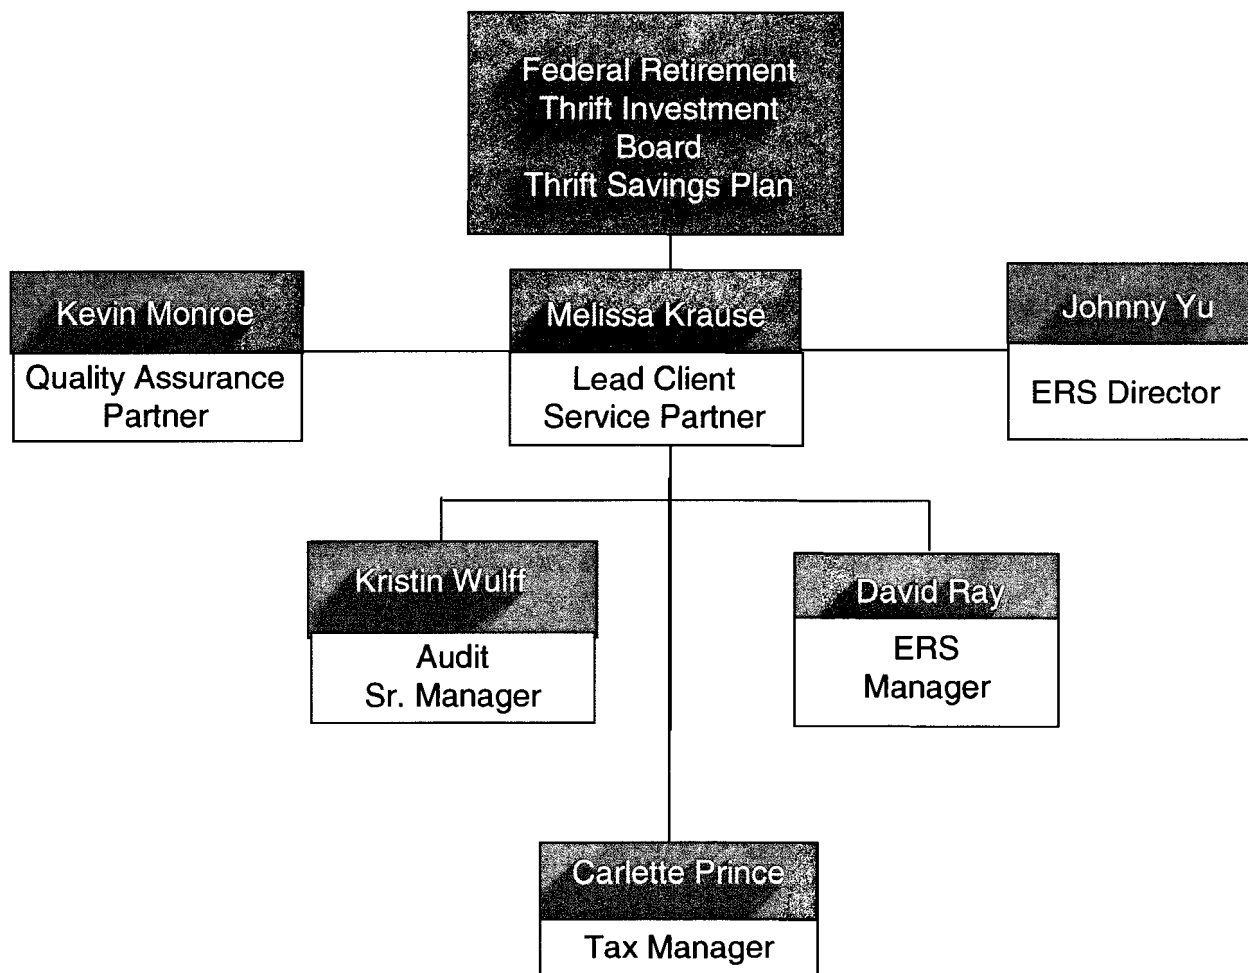 Federal Retirement
Thrift Investment
Board
Thrift Savings Plan
Kevin Monroe
Quality Assurance
Partner
Melissa Krause
Lead Client
Service Partner
Johnny Yu
ERS Director
Kristin Wulff
Audit
Sr. Manager
David Ray
ERS
Manager
Carlette Prince
Tax Manager